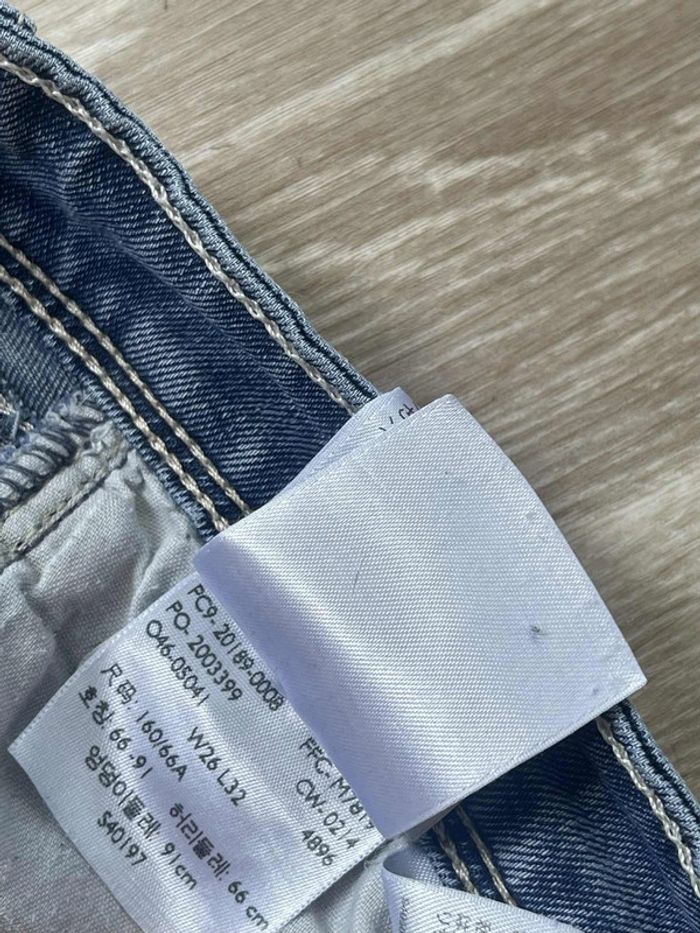 PC9- 20189-0008
PO- 2003399
O46-05041
W26 L32
尺码: 160/66A
호칭: 66 -91
허리둘레: 66 cm
엉덩이둘레: 91cm
S40197
CW-0214
4896